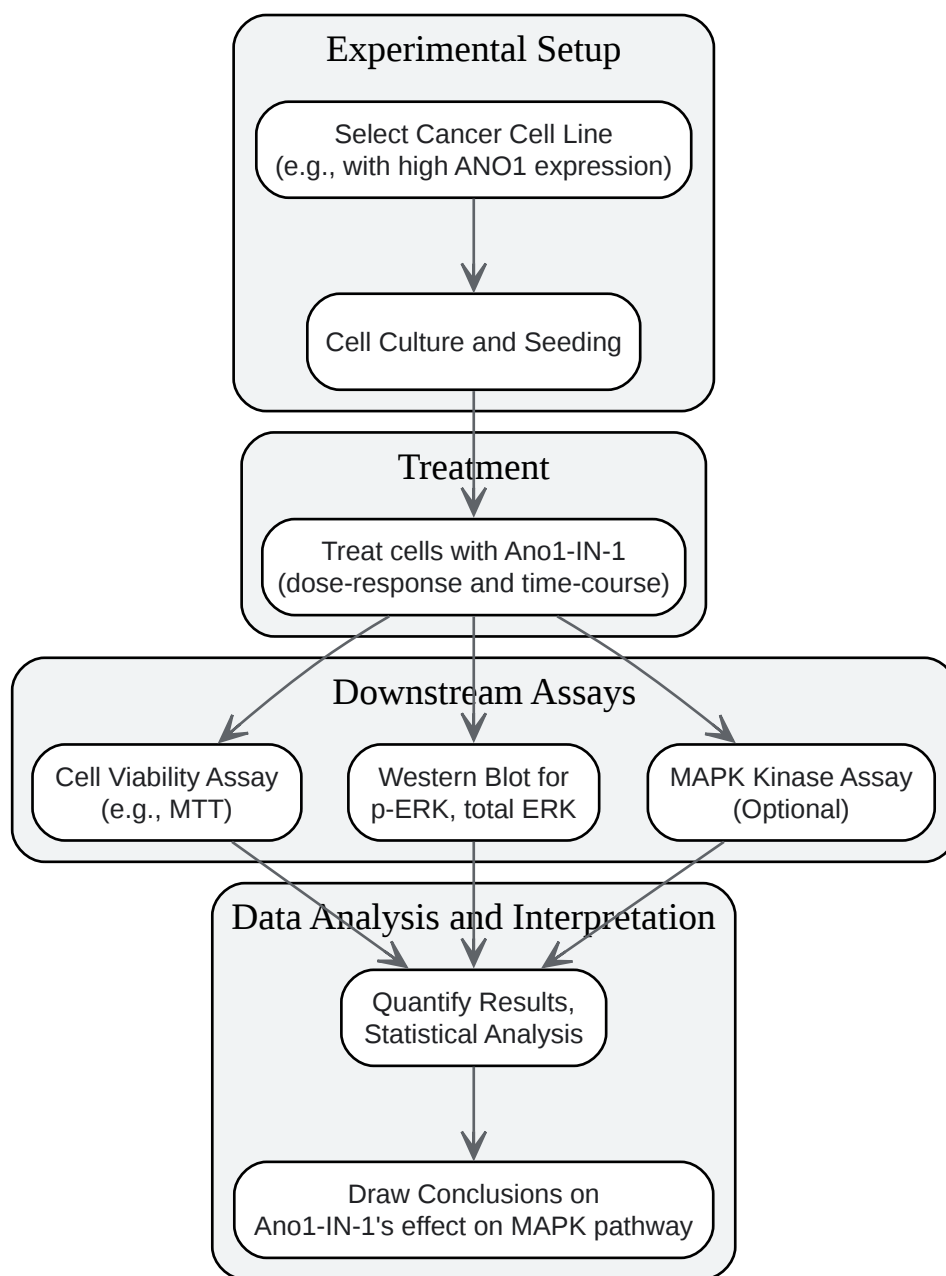 Experimental Setup
Select Cancer Cell Line
(e.g., with high ANO1 expression)
Cell Culture and Seeding
Treatment
Treat cells with Ano1-IN-1
(dose-response and time-course)
Downstream Assays
Cell Viability Assay
(e.g., MTT)
Western Blot for
p-ERK, total ERK
MAPK Kinase Assay
(Optional)
Data Analysis and Interpretation
Quantify Results,
Statistical Analysis
Draw Conclusions on
Ano1-IN-1's effect on MAPK pathway